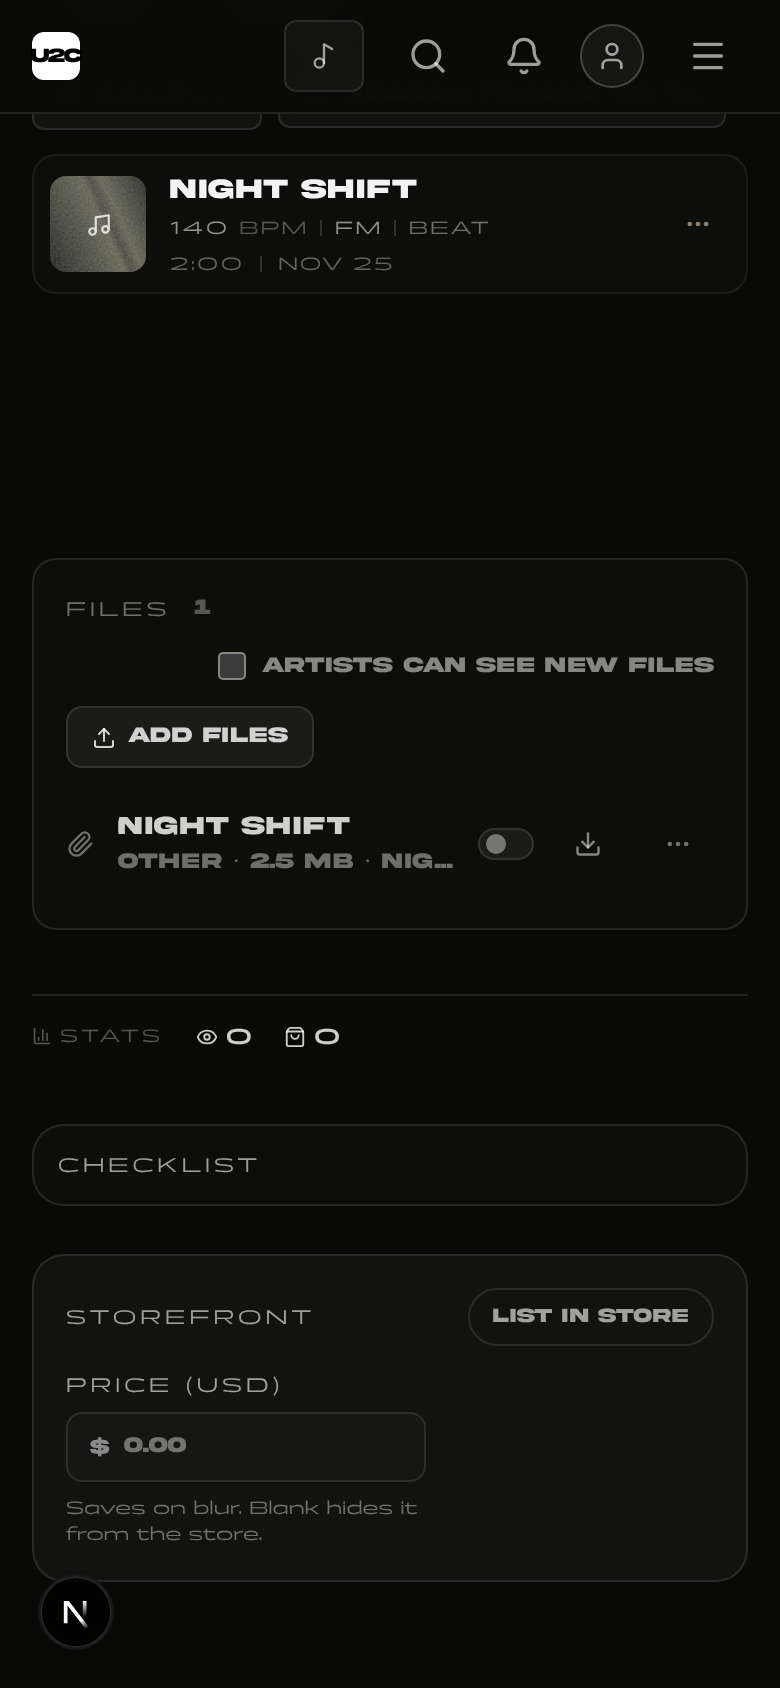 U2C
NIGHT SHIFT
140 BPM | FM | BEAT
2:00 | NOV 25
FILES 1
ARTISTS CAN SEE NEW FILES
ADD FILES
NIGHT SHIFT
OTHER · 2.5 MB · NIG...
STATS 0 0
CHECKLIST
STOREFRONT LIST IN STORE
PRICE (USD)
$ 0.00
Saves on blur. Blank hides it
from the store.
N